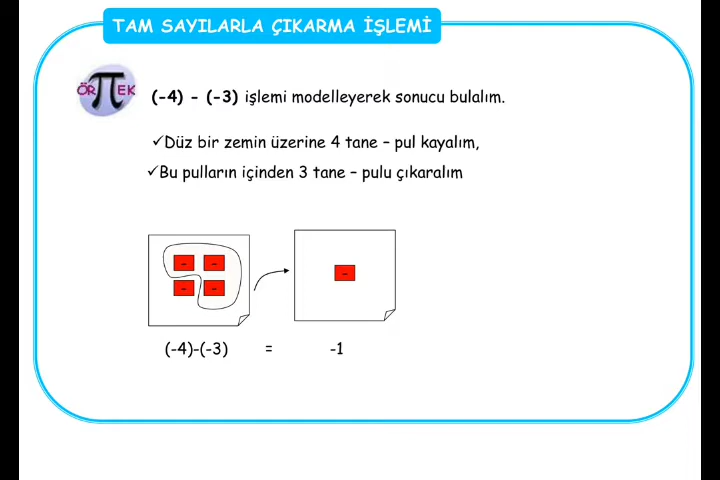 TAM SAYILARLA ÇIKARMA İŞLEMİ
ÖRπEK
(-4) - (-3) işlemi modelleyerek sonucu bulalım.
✓Düz bir zemin üzerine 4 tane – pul kayalım,
✓Bu pulların içinden 3 tane – pulu çıkaralım
- -
- -
-
(-4)-(-3) = -1